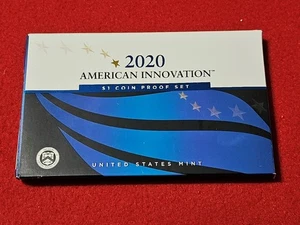 2020
AMERICAN INNOVATION™
$1 COIN PROOF SET
UNITED STATES MINT